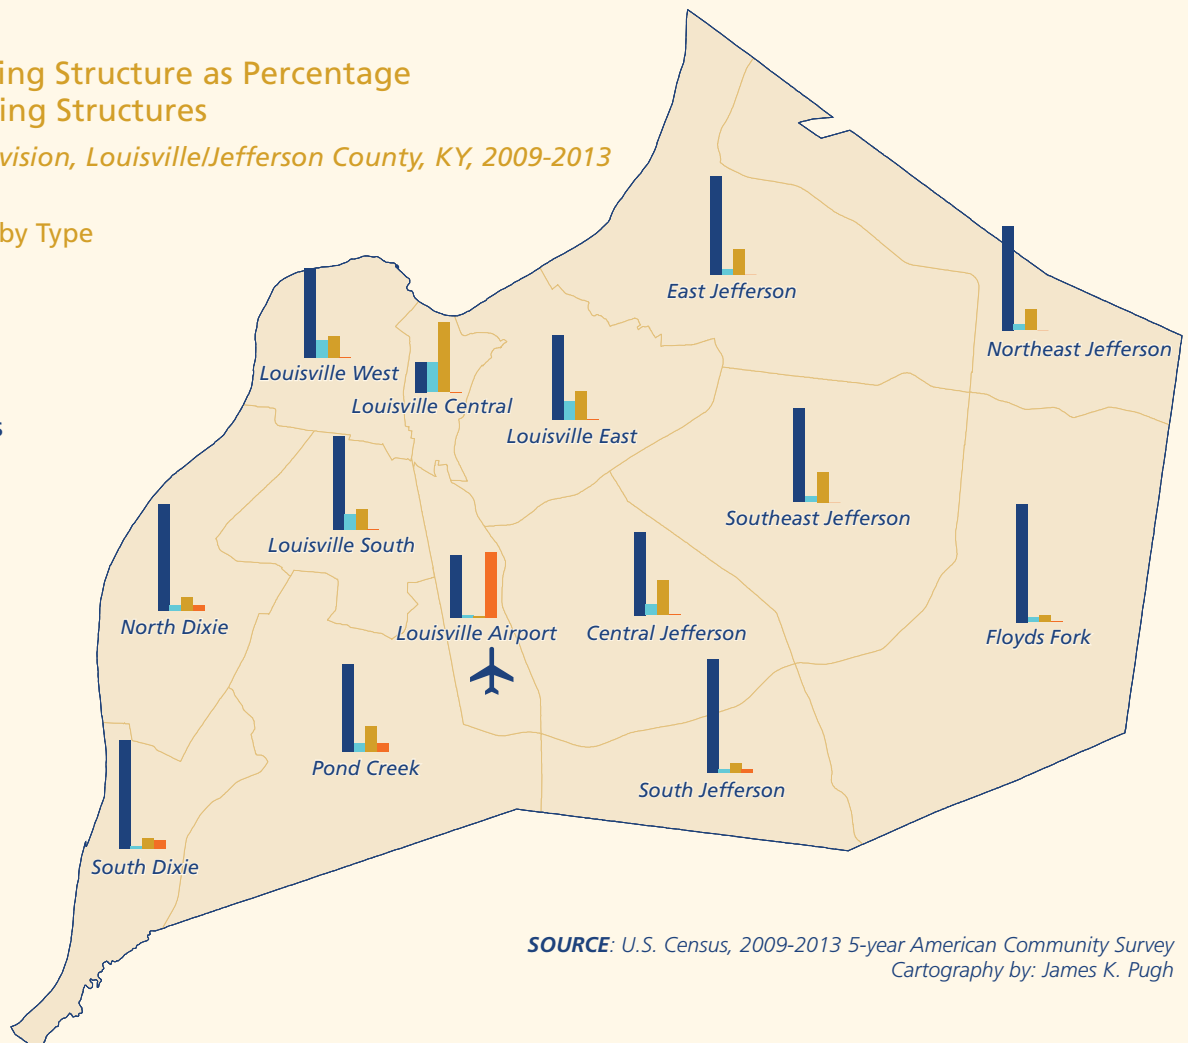 ing Structure as Percentage
ing Structures
vision, Louisville/Jefferson County, KY, 2009-2013
by Type
s
East Jefferson
Northeast Jefferson
Louisville West
Louisville Central
Louisville East
Southeast Jefferson
Louisville South
North Dixie
Louisville Airport
Central Jefferson
Floyds Fork
Pond Creek
South Jefferson
South Dixie
SOURCE: U.S. Census, 2009-2013 5-year American Community Survey
Cartography by: James K. Pugh